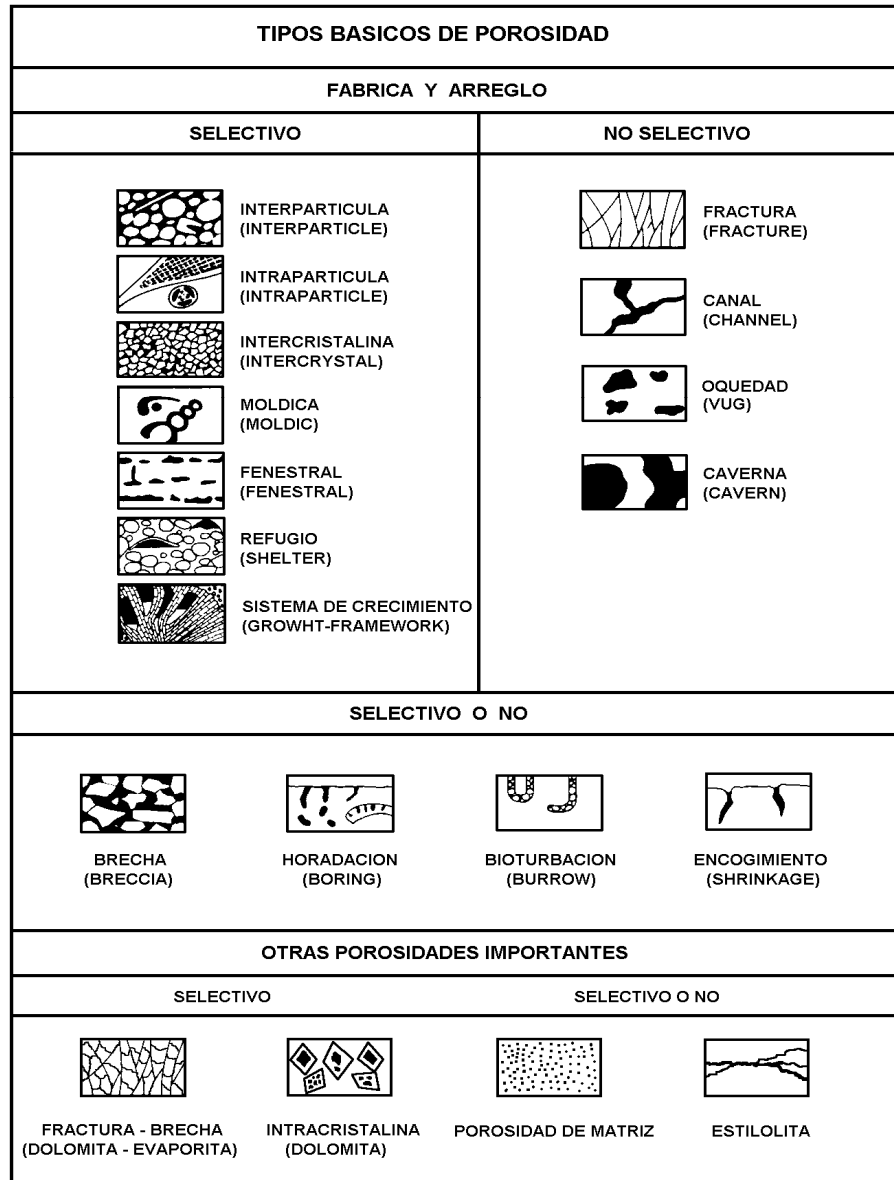 TIPOS BASICOS DE POROSIDAD
FABRICA Y ARREGLO
SELECTIVO
INTERPARTICULA
(INTERPARTICLE)
INTRAPARTICULA
(INTRAPARTICLE)
INTERCRISTALINA
(INTERCRYSTAL)
MOLDICA
(MOLDIC)
FENESTRAL
(FENESTRAL)
REFUGIO
(SHELTER)
SISTEMA DE CRECIMIENTO
(GROWHT-FRAMEWORK)
NO SELECTIVO
FRACTURA
(FRACTURE)
CANAL
(CHANNEL)
OQUEDAD
(VUG)
CAVERNA
(CAVERN)
SELECTIVO O NO
BRECHA
(BRECCIA)
HORADACION
(BORING)
BIOTURBACION
(BURROW)
ENCOGIMIENTO
(SHRINKAGE)
OTRAS POROSIDADES IMPORTANTES
SELECTIVO
FRACTURA - BRECHA
(DOLOMITA - EVAPORITA)
INTRACRISTALINA
(DOLOMITA)
SELECTIVO O NO
POROSIDAD DE MATRIZ
ESTILOLITA